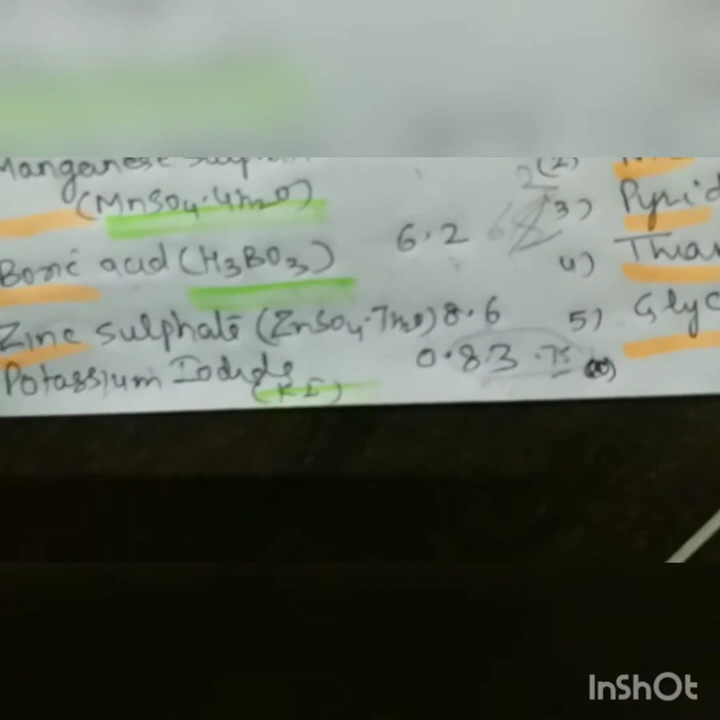 Manganese
(MnSO4.4H2O)
Boric acid (H3BO3) 6.2
Zinc sulphate (ZnSO4.7H2O) 8.6
Potassium Iodide 0.83
(KI)
3) Pyrid
4) Thia
5) Glyc
InShOt